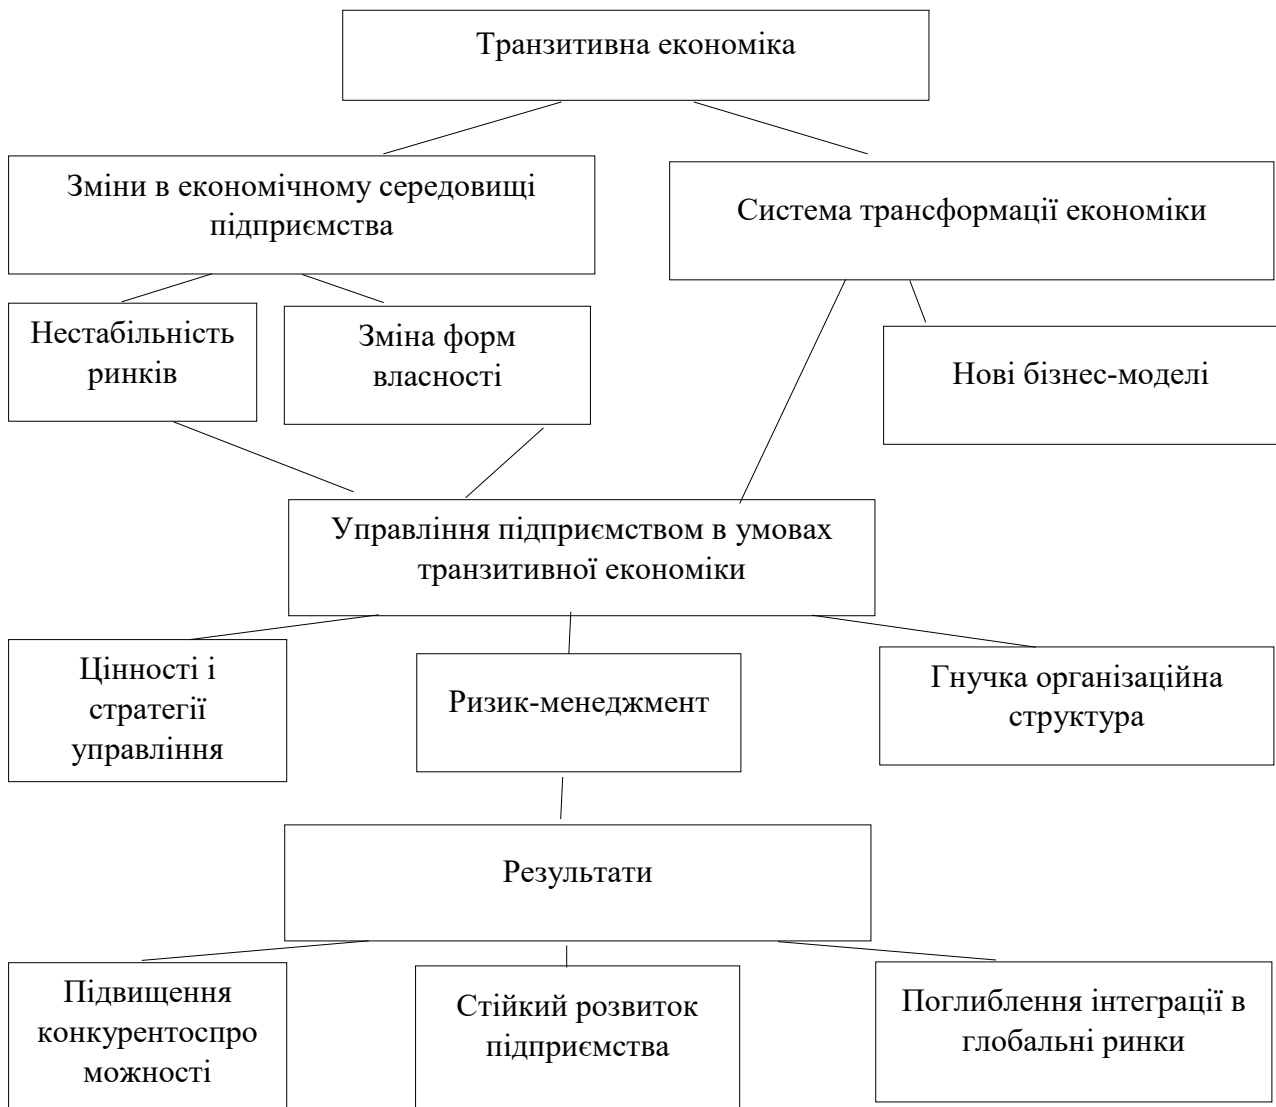 Транзитивна економіка
Зміни в економічному середовищі
підприємства
Система трансформації економіки
Нестабільність
ринків
Зміна форм
власності
Нові бізнес-моделі
Управління підприємством в умовах
транзитивної економіки
Цінності і
стратегії
управління
Ризик-менеджмент
Гнучка організаційна
структура
Результати
Підвищення
конкурентоспро
можності
Стійкий розвиток
підприємства
Поглиблення інтеграції в
глобальні ринки